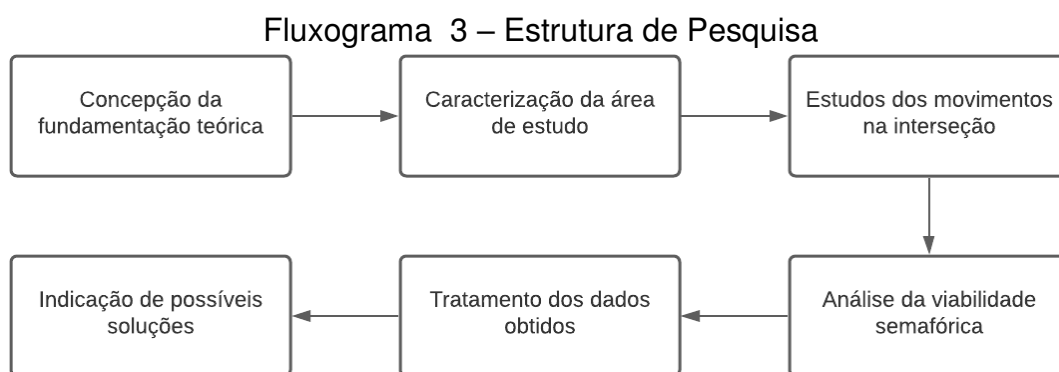 Fluxograma 3 – Estrutura de Pesquisa
Concepção da
fundamentação teórica
Caracterização da área
de estudo
Estudos dos movimentos
na interseção
Análise da viabilidade
semafórica
Tratamento dos dados
obtidos
Indicação de possíveis
soluções